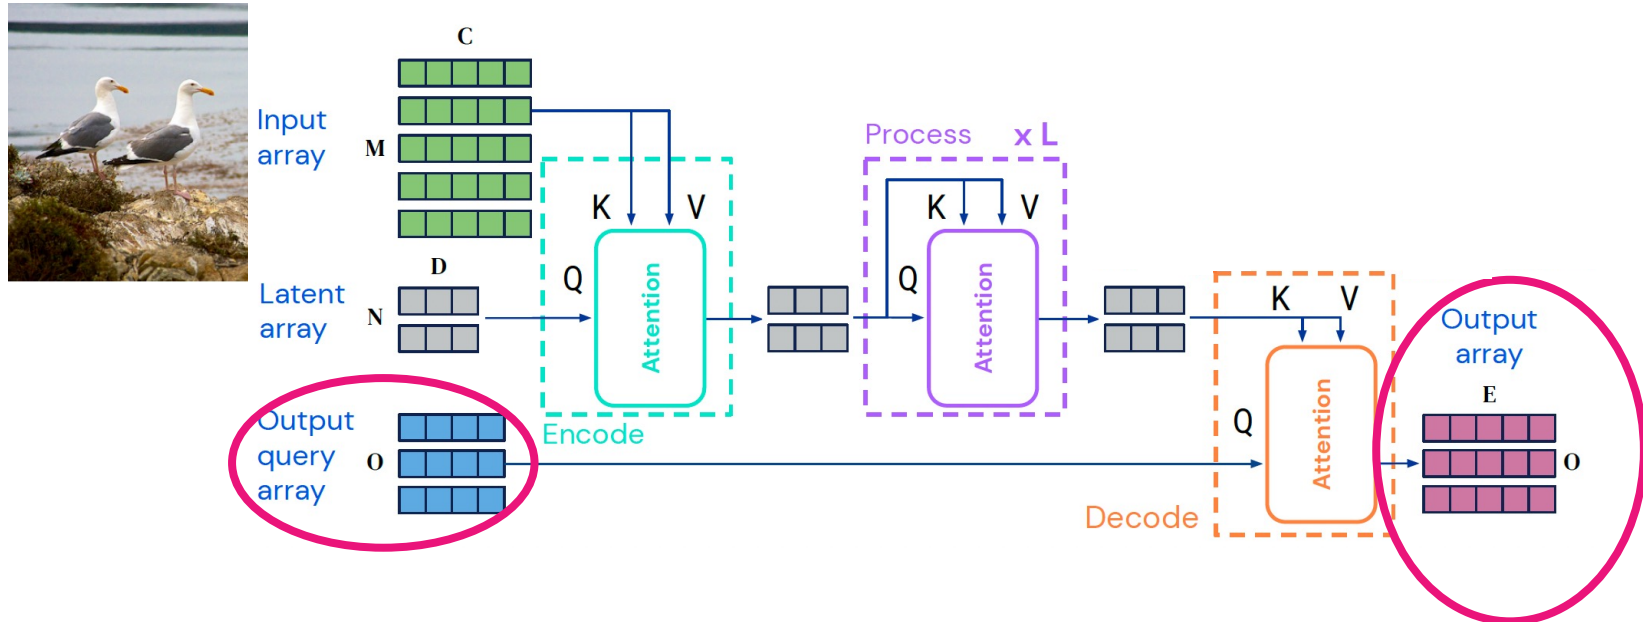 C
Input
array
M
D
Latent
array
N
Output
query
array
O
K V
Q
Attention
Encode
Process x L
K V
Q
Attention
K V
Q
Attention
Decode
Output
array
E
O